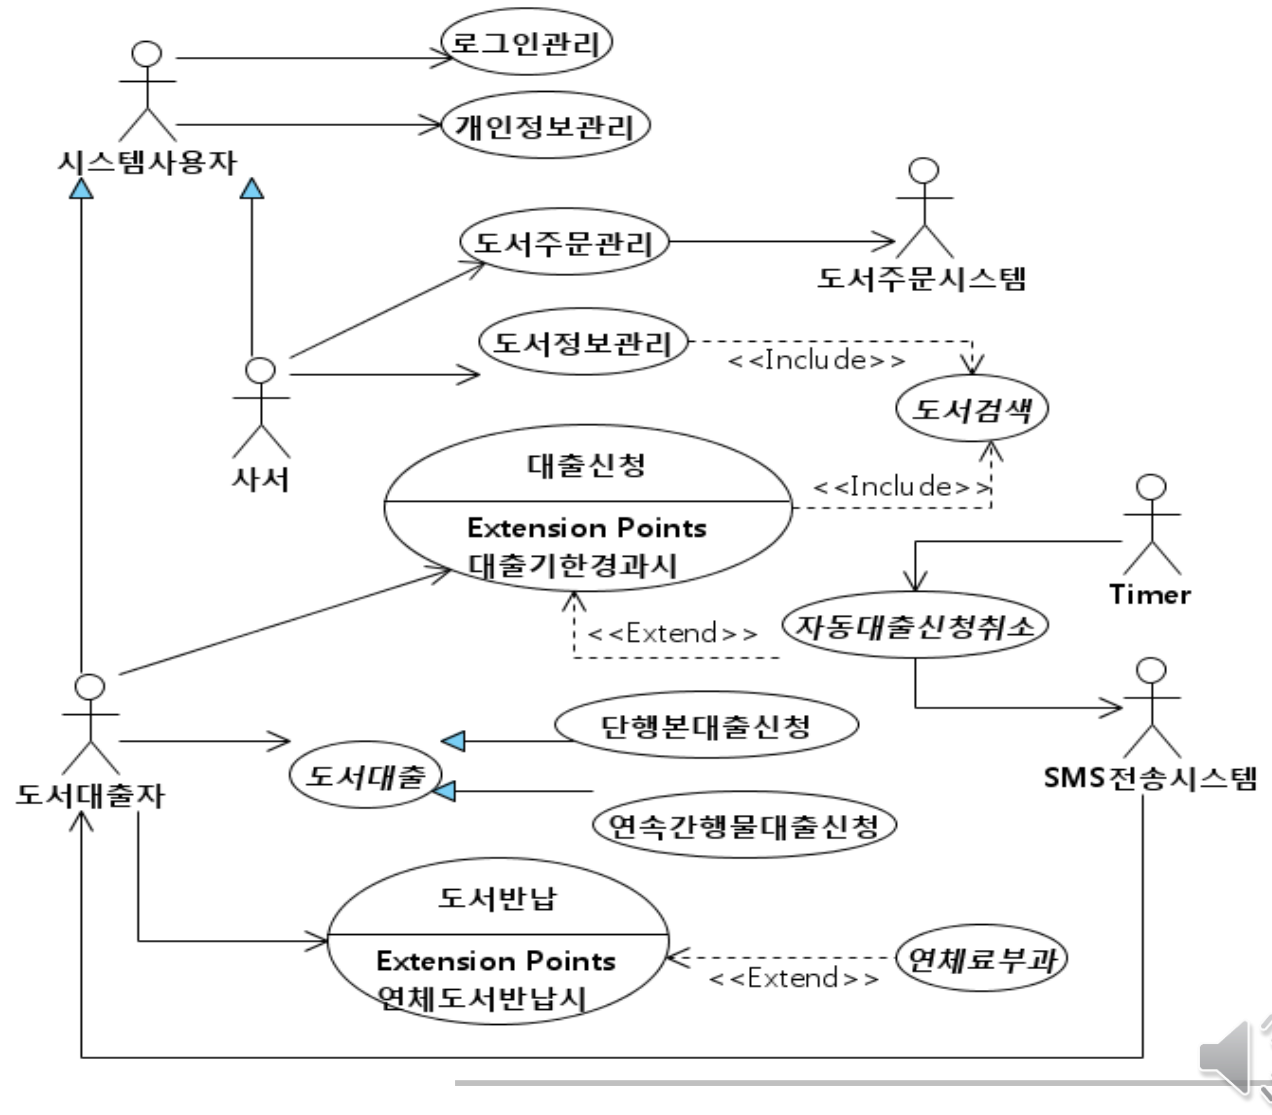 로그인관리
개인정보관리
시스템사용자
도서주문관리
도서주문시스템
도서정보관리
<<Include>>
도서검색
사서
대출신청
<<Include>>
Extension Points
대출기한경과시
Timer
<<Extend>>
자동대출신청취소
단행본대출신청
도서대출
SMS전송시스템
도서대출자
연속간행물대출신청
도서반납
Extension Points
연체도서반납시
<<Extend>>
연체료부과